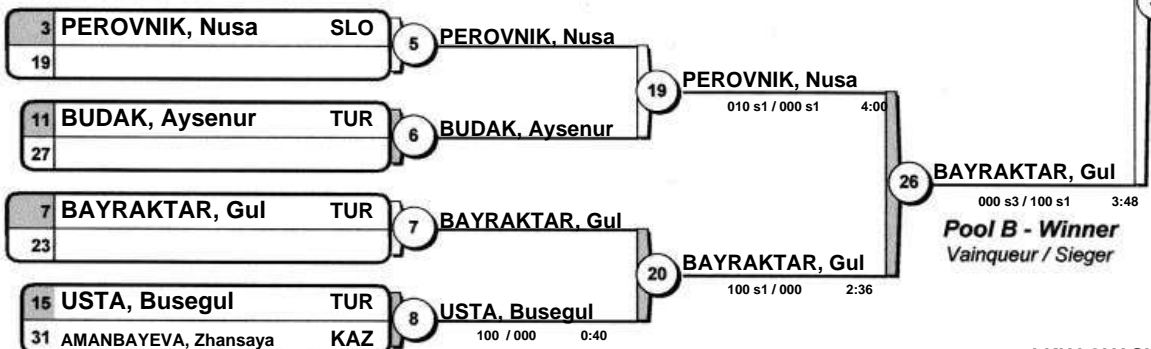 3 PEROVNIK, Nusa SLO
19
5 PEROVNIK, Nusa
19 PEROVNIK, Nusa
010 s1 / 000 s1 4:00
11 BUDAK, Aysenur TUR
27
6 BUDAK, Aysenur
26 BAYRAKTAR, Gul
000 s3 / 100 s1 3:48
Pool B - Winner
Vainqueur / Sieger
7 BAYRAKTAR, Gul TUR
23
7 BAYRAKTAR, Gul
20 BAYRAKTAR, Gul
100 s1 / 000 2:36
15 USTA, Busegul TUR
31 AMANBAYEVA, Zhansaya KAZ
8 USTA, Busegul
100 / 000 0:40